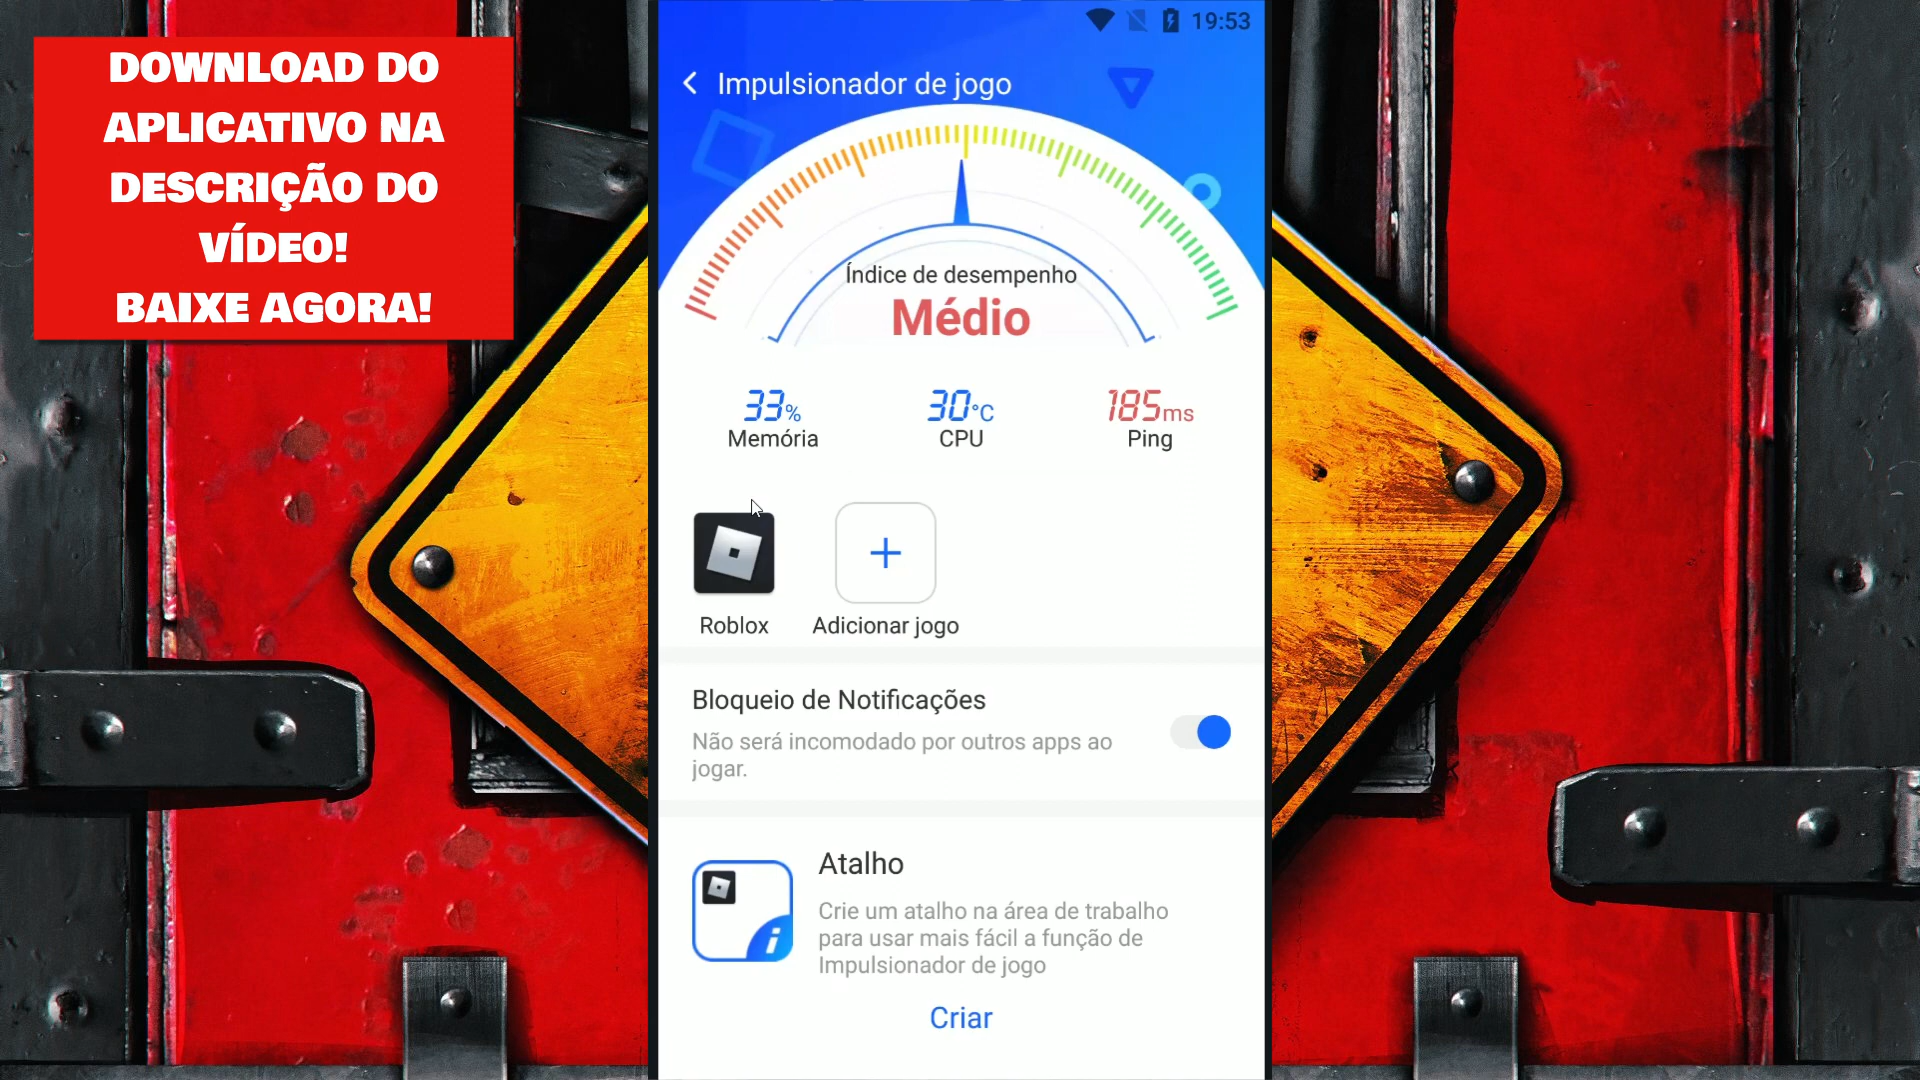 DOWNLOAD DO
APLICATIVO NA
DESCRIÇÃO DO
VÍDEO!
BAIXE AGORA!
19:53
Impulsionador de jogo
Índice de desempenho
Médio
33% 30°C 185ms
Memória CPU Ping
Roblox Adicionar jogo
Bloqueio de Notificações
Não será incomodado por outros apps ao
jogar.
Atalho
Crie um atalho na área de trabalho
para usar mais fácil a função de
Impulsionador de jogo
Criar